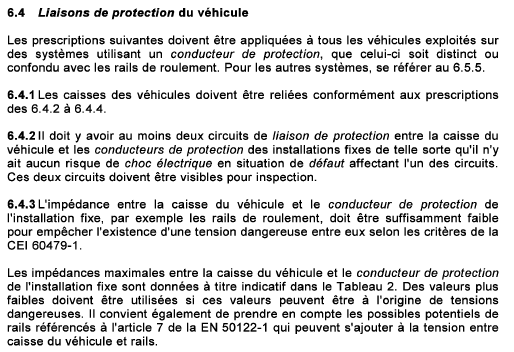 6.4 Liaisons de protection du véhicule
Les prescriptions suivantes doivent être appliquées à tous les véhicules exploités sur
des systèmes utilisant un conducteur de protection, que celui-ci soit distinct ou
confondu avec les rails de roulement. Pour les autres systèmes, se référer au 6.5.5.
6.4.1 Les caisses des véhicules doivent être reliées conformément aux prescriptions
des 6.4.2 à 6.4.4.
6.4.2 Il doit y avoir au moins deux circuits de liaison de protection entre la caisse du
véhicule et les conducteurs de protection des installations fixes de telle sorte qu'il n'y
ait aucun risque de choc électrique en situation de défaut affectant l'un des circuits.
Ces deux circuits doivent être visibles pour inspection.
6.4.3 L'impédance entre la caisse du véhicule et le conducteur de protection de
l'installation fixe, par exemple les rails de roulement, doit être suffisamment faible
pour empêcher l'existence d'une tension dangereuse entre eux selon les critères de la
CEI 60479-1.
Les impédances maximales entre la caisse du véhicule et le conducteur de protection
de l'installation fixe sont données à titre indicatif dans le Tableau 2. Des valeurs plus
faibles doivent être utilisées si ces valeurs peuvent être à l'origine de tensions
dangereuses. Il convient également de prendre en compte les possibles potentiels de
rails référencés à l'article 7 de la EN 50122-1 qui peuvent s'ajouter à la tension entre
caisse du véhicule et rails.